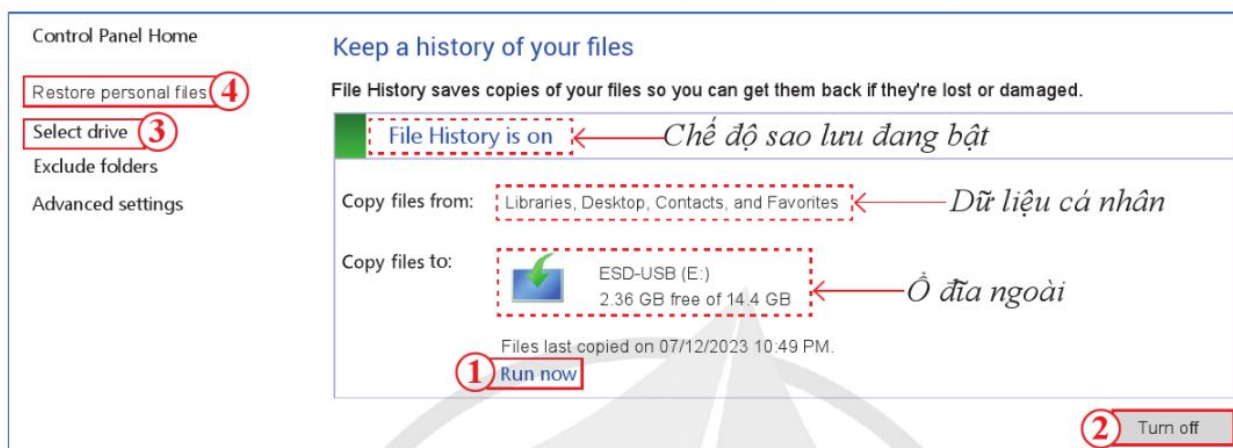 Control Panel Home
Restore personal files 4
Select drive 3
Exclude folders
Advanced settings
Keep a history of your files
File History saves copies of your files so you can get them back if they're lost or damaged.
File History is on Chế độ sao lưu đang bật
Copy files from: Libraries, Desktop, Contacts, and Favorites Dữ liệu cá nhân
Copy files to: ESD-USB (E:)
2.36 GB free of 14.4 GB Ổ đĩa ngoài
Files last copied on 07/12/2023 10:49 PM.
1 Run now
2 Turn off